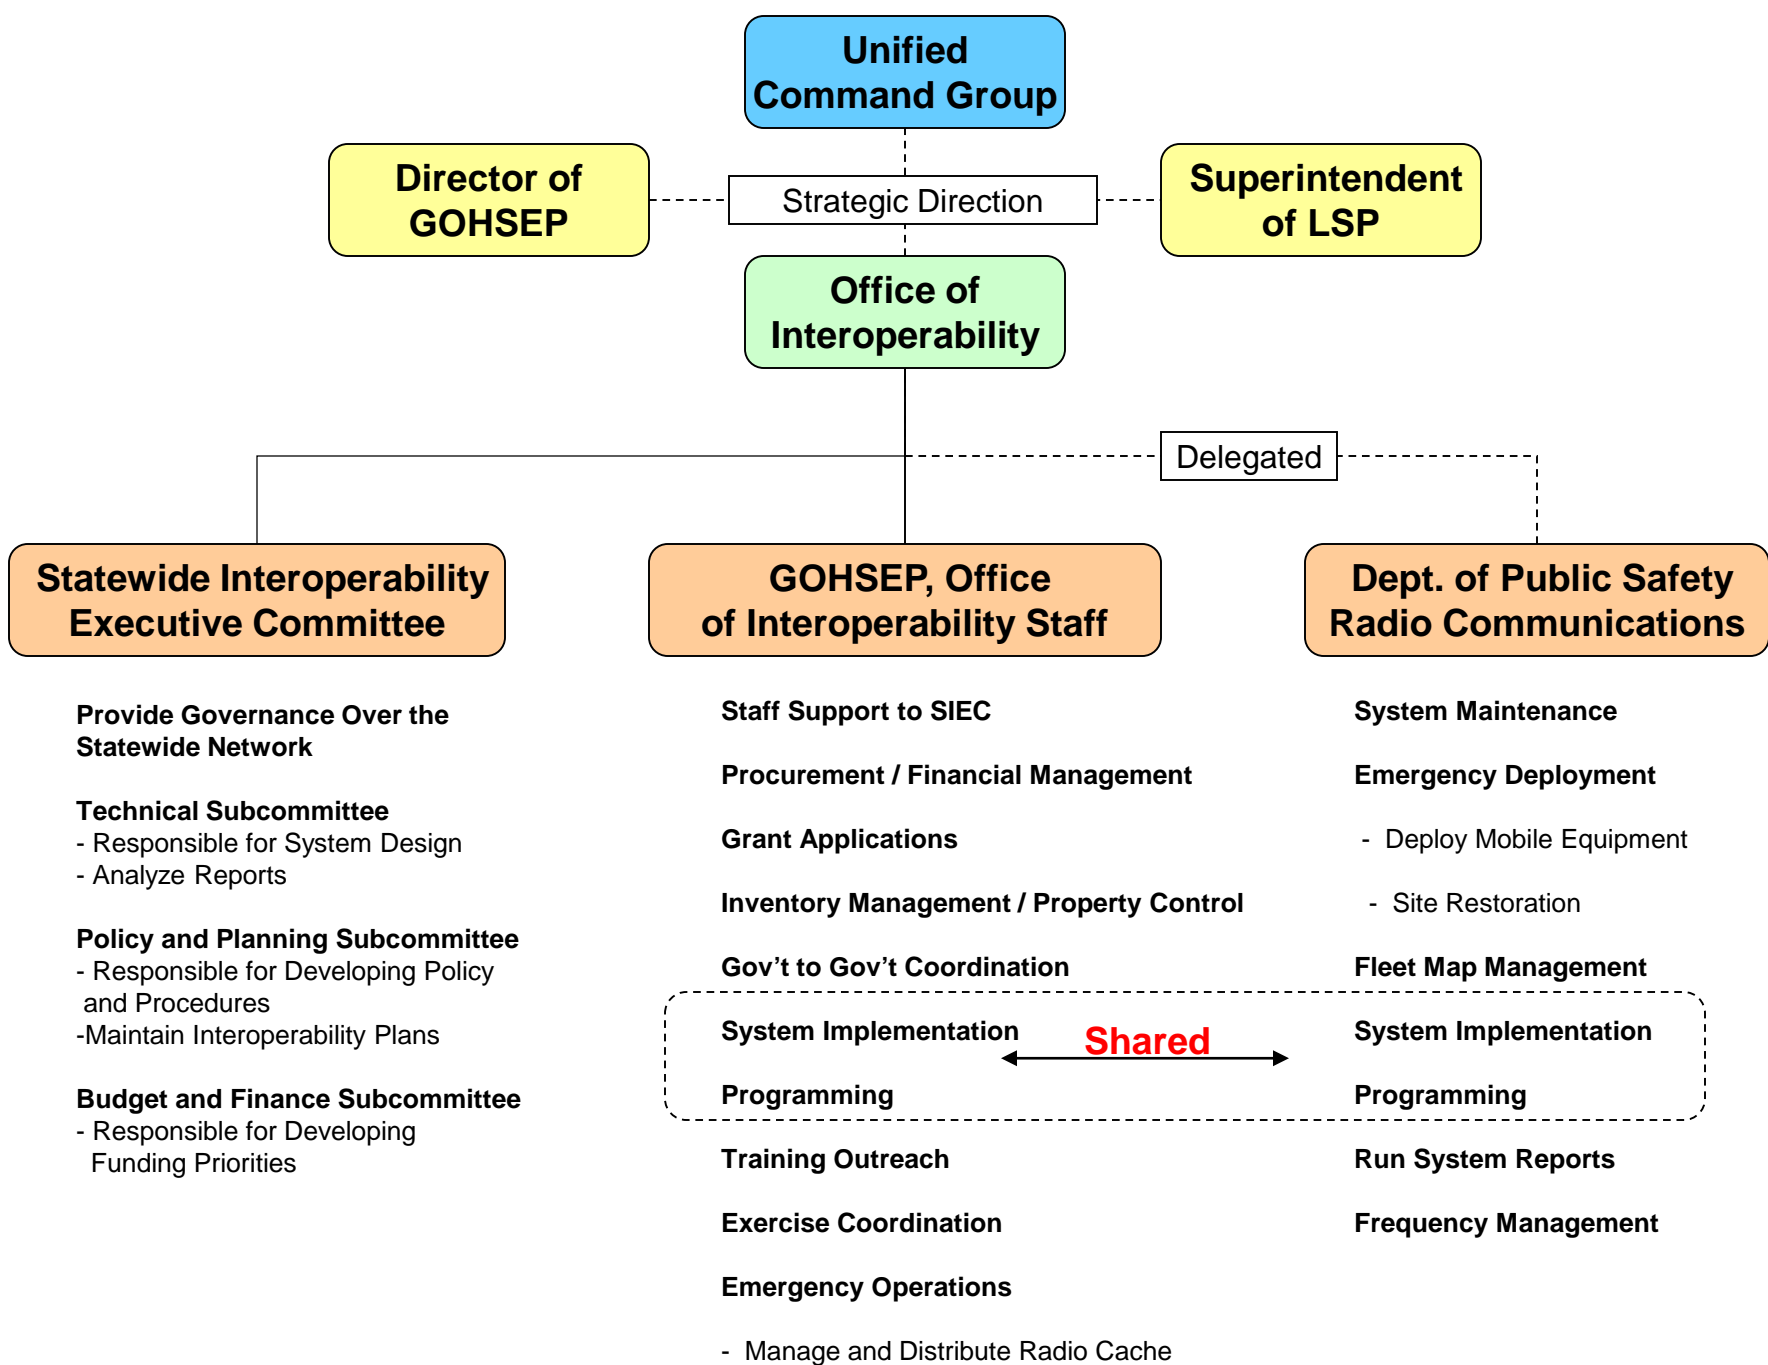 Unified
Command Group
Director of
GOHSEP
Strategic Direction
Superintendent
of LSP
Office of
Interoperability
Delegated
Statewide Interoperability
Executive Committee
GOHSEP, Office
of Interoperability Staff
Dept. of Public Safety
Radio Communications
Provide Governance Over the
Statewide Network
Technical Subcommittee
- Responsible for System Design
- Analyze Reports
Policy and Planning Subcommittee
- Responsible for Developing Policy
and Procedures
-Maintain Interoperability Plans
Budget and Finance Subcommittee
- Responsible for Developing
Funding Priorities
Staff Support to SIEC
Procurement / Financial Management
Grant Applications
Inventory Management / Property Control
Gov’t to Gov’t Coordination
System Implementation
Programming
Training Outreach
Exercise Coordination
Emergency Operations
- Manage and Distribute Radio Cache
Shared
System Maintenance
Emergency Deployment
- Deploy Mobile Equipment
- Site Restoration
Fleet Map Management
System Implementation
Programming
Run System Reports
Frequency Management